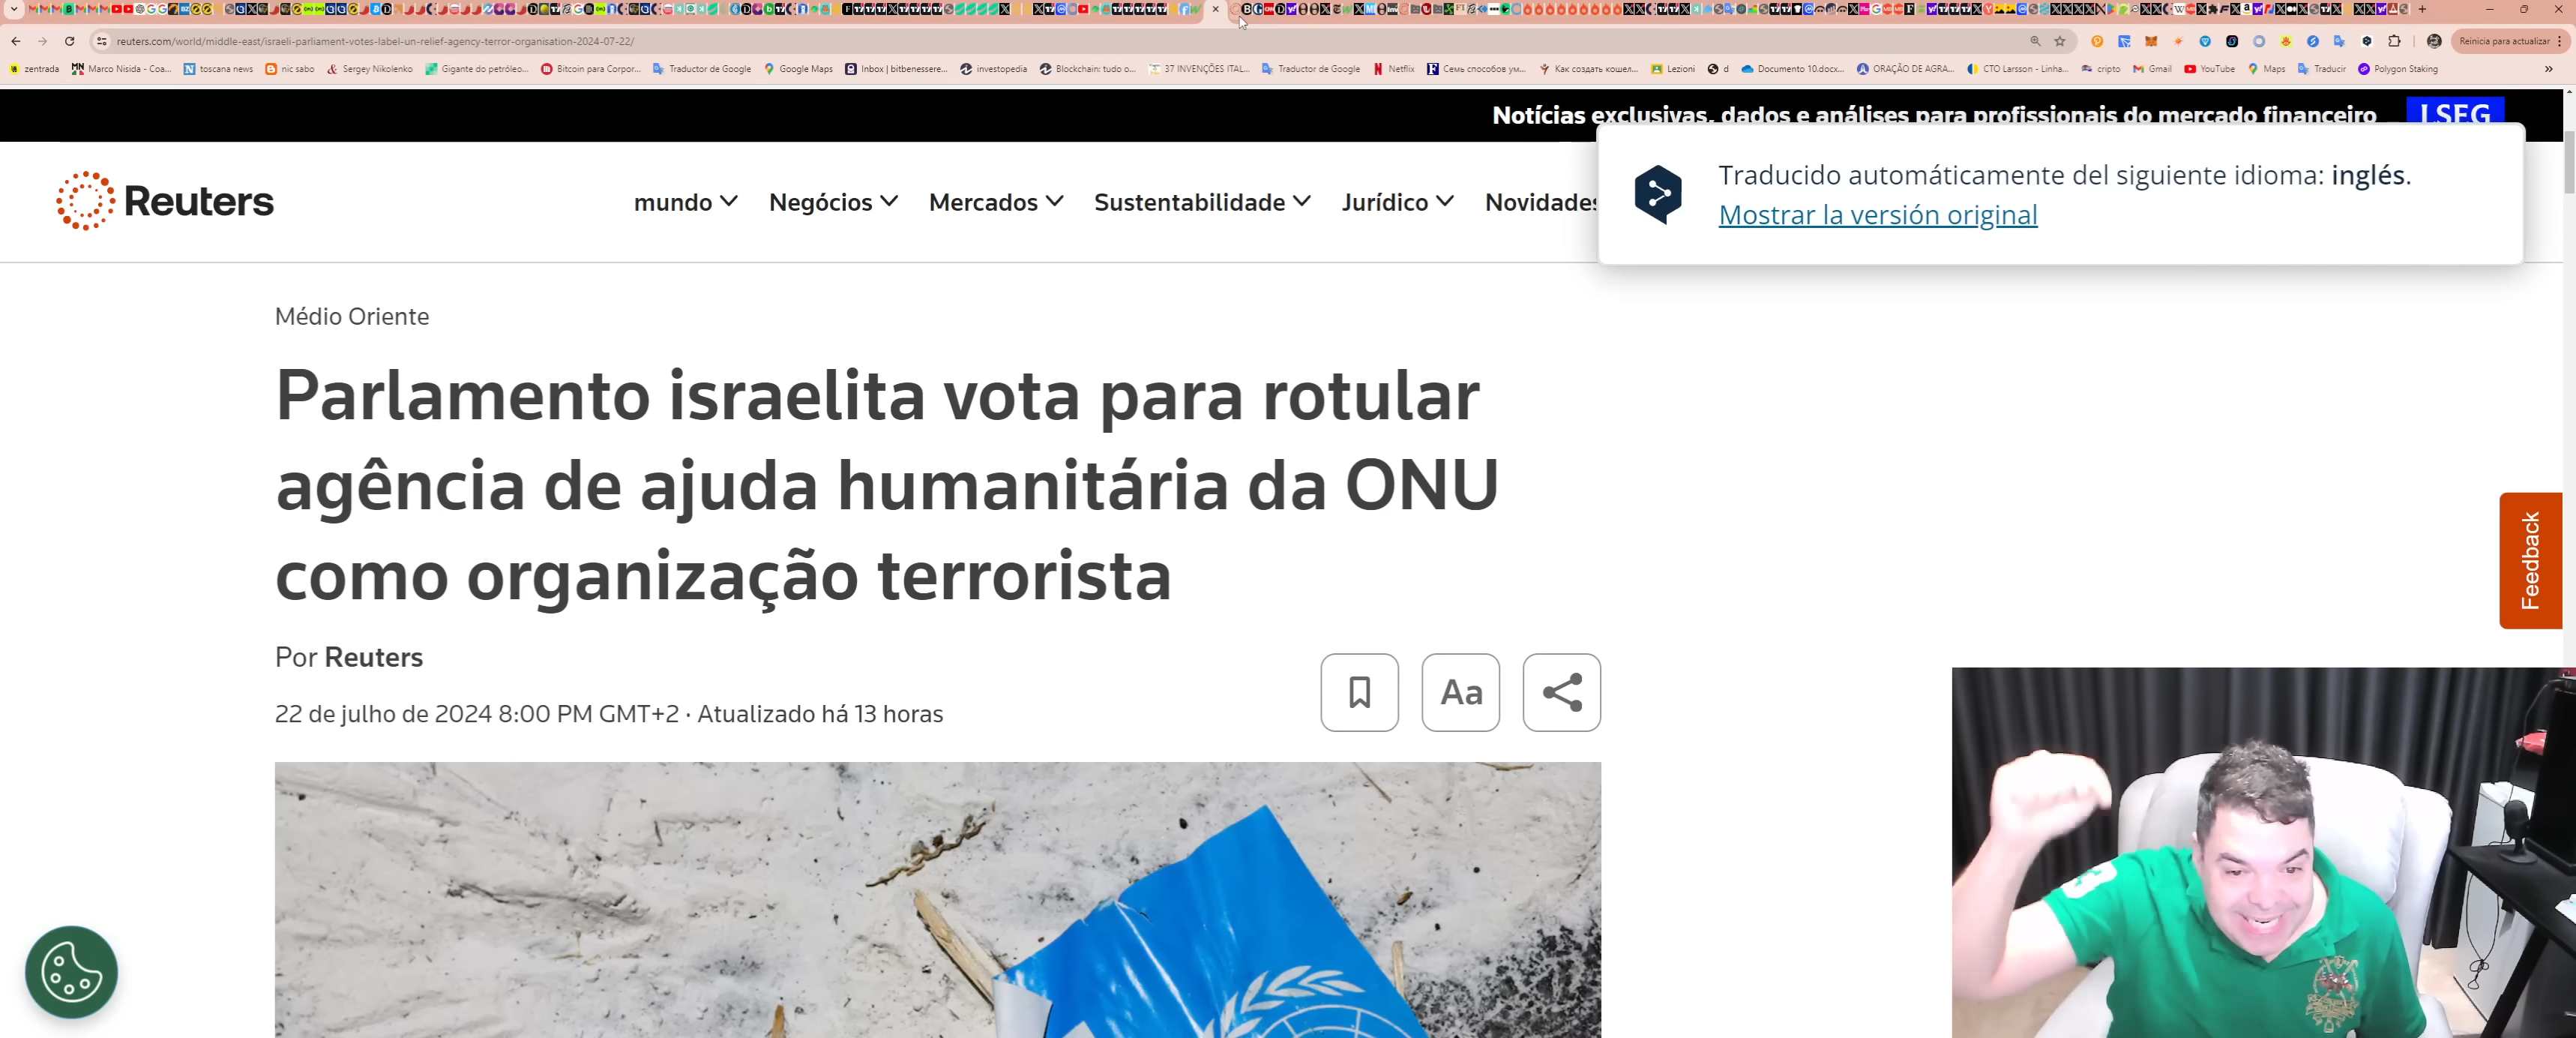 reuters.com/world/middle-east/israeli-parliament-votes-label-un-relief-agency-terror-organisation-2024-07-22/
Reinicia para actualizar
zentrada
Marco Nisida - Coa...
toscana news
nic sabo
Sergey Nikolenko
Gigante do petróleo...
Bitcoin para Corpor...
Traductor de Google
Google Maps
Inbox | bitbenessere...
investopedia
Blockchain: tudo o...
37 INVENÇÕES ITAL...
Traductor de Google
Netflix
Семь способов ум...
Как создать кошел...
Lezioni
d
Documento 10.docx...
ORAÇÃO DE AGRA...
CTO Larsson - Linha...
cripto
Gmail
YouTube
Maps
Traducir
Polygon Staking
Notícias exclusivas, dados e análises para profissionais do mercado financeiro
LSEG
Reuters
mundo
Negócios
Mercados
Sustentabilidade
Jurídico
Novidades
Traducido automáticamente del siguiente idioma: inglés.
Mostrar la versión original
Médio Oriente
Parlamento israelita vota para rotular
agência de ajuda humanitária da ONU
como organização terrorista
Por Reuters
22 de julho de 2024 8:00 PM GMT+2 · Atualizado há 13 horas
Aa
Feedback